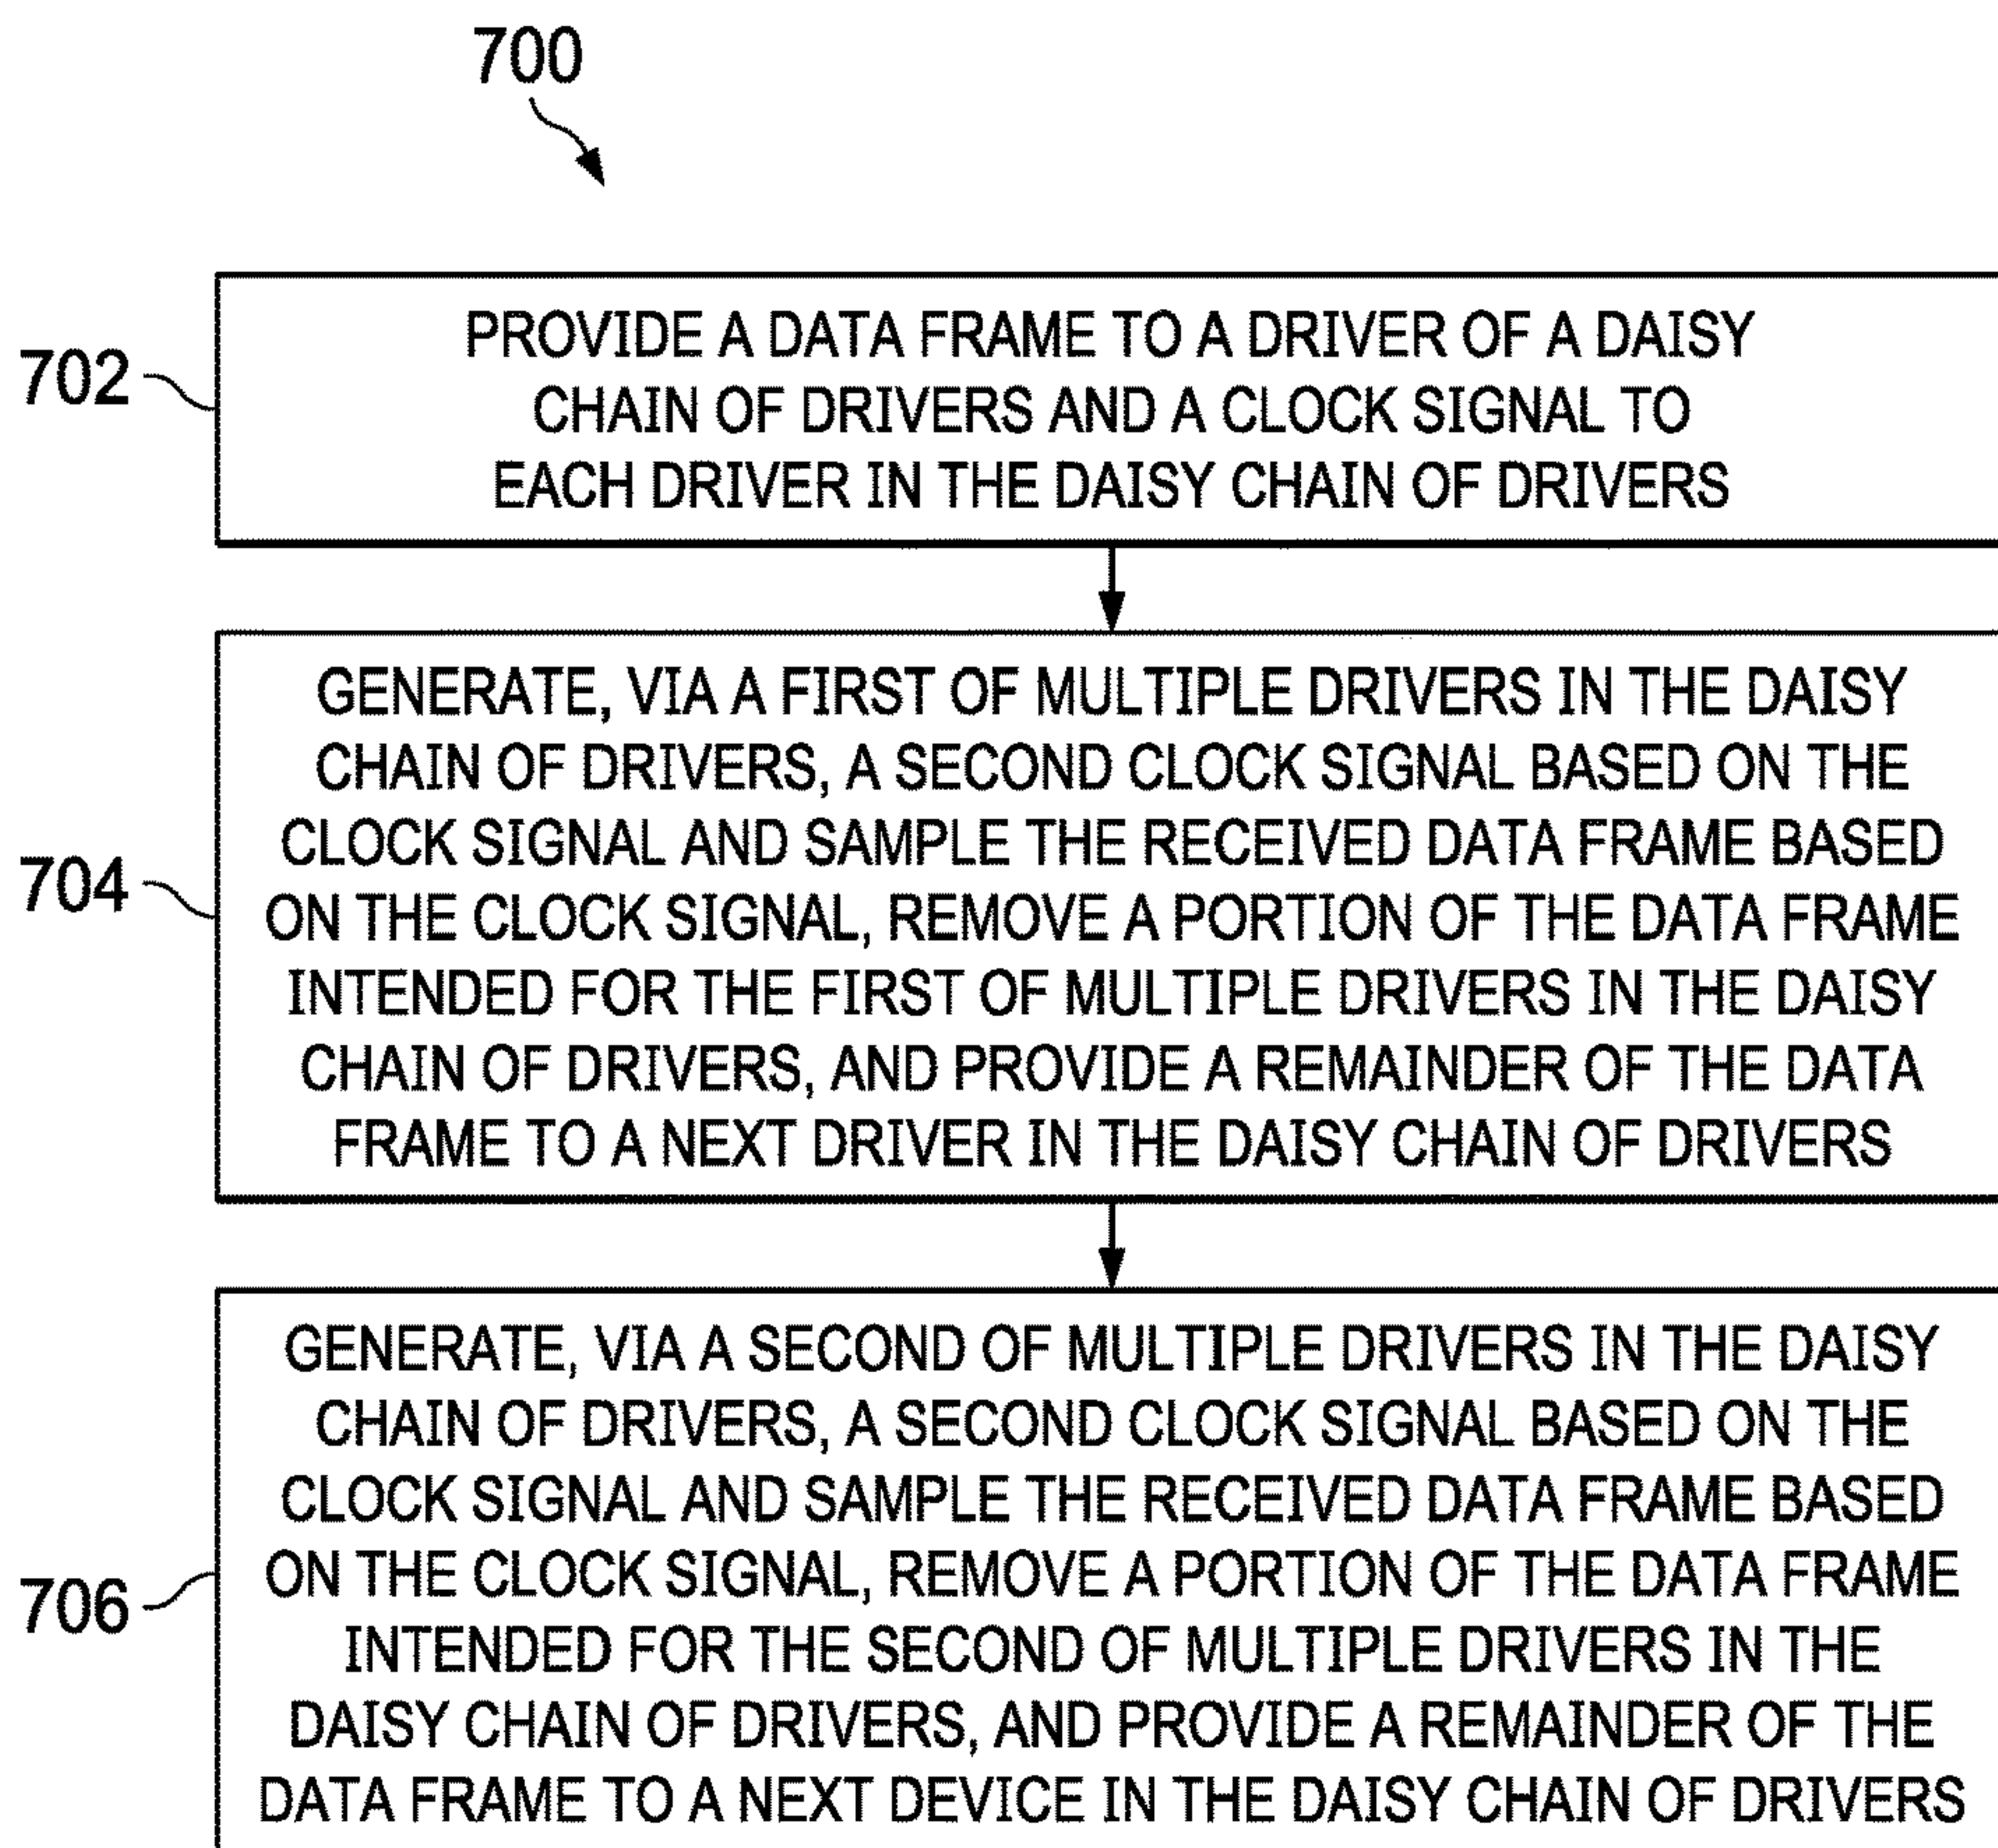 700
702
PROVIDE A DATA FRAME TO A DRIVER OF A DAISY
CHAIN OF DRIVERS AND A CLOCK SIGNAL TO
EACH DRIVER IN THE DAISY CHAIN OF DRIVERS
704
GENERATE, VIA A FIRST OF MULTIPLE DRIVERS IN THE DAISY
CHAIN OF DRIVERS, A SECOND CLOCK SIGNAL BASED ON THE
CLOCK SIGNAL AND SAMPLE THE RECEIVED DATA FRAME BASED
ON THE CLOCK SIGNAL, REMOVE A PORTION OF THE DATA FRAME
INTENDED FOR THE FIRST OF MULTIPLE DRIVERS IN THE DAISY
CHAIN OF DRIVERS, AND PROVIDE A REMAINDER OF THE DATA
FRAME TO A NEXT DRIVER IN THE DAISY CHAIN OF DRIVERS
706
GENERATE, VIA A SECOND OF MULTIPLE DRIVERS IN THE DAISY
CHAIN OF DRIVERS, A SECOND CLOCK SIGNAL BASED ON THE
CLOCK SIGNAL AND SAMPLE THE RECEIVED DATA FRAME BASED
ON THE CLOCK SIGNAL, REMOVE A PORTION OF THE DATA FRAME
INTENDED FOR THE SECOND OF MULTIPLE DRIVERS IN THE
DAISY CHAIN OF DRIVERS, AND PROVIDE A REMAINDER OF THE
DATA FRAME TO A NEXT DEVICE IN THE DAISY CHAIN OF DRIVERS